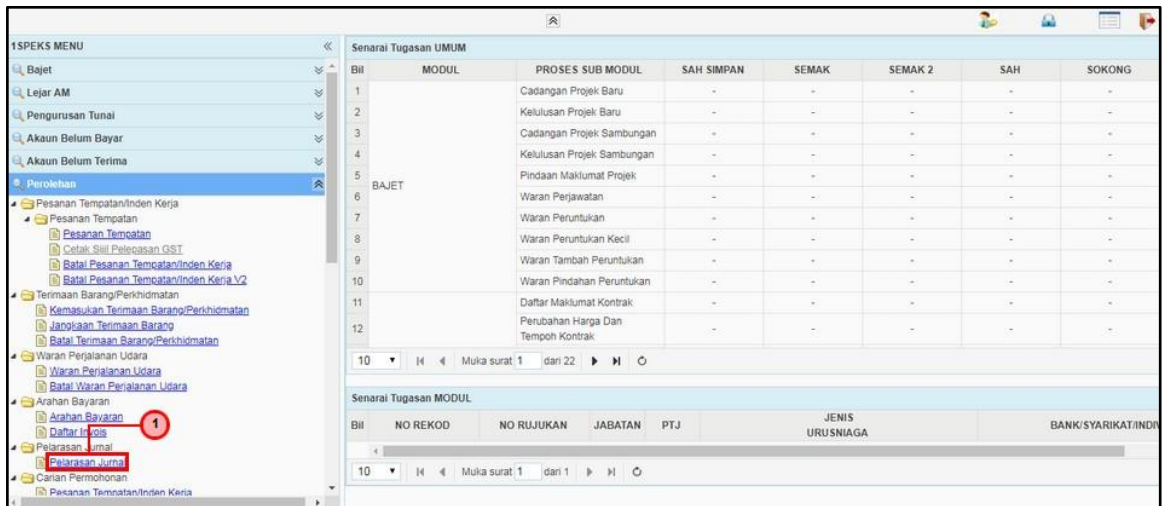 1SPEKS MENU
Bajet
Lejar AM
Pengurusan Tunai
Akaun Belum Bayar
Akaun Belum Terima
Perolehan
Pesanan Tempatan/Inden Kerja
Pesanan Tempatan
Pesanan Tempatan
Cetak Sijil Pelepasan GST
Batal Pesanan Tempatan/Inden Kerja
Batal Pesanan Tempatan/Inden Kerja V2
Terimaan Barang/Perkhidmatan
Kemasukan Terimaan Barang/Perkhidmatan
Jangkaan Terimaan Barang
Batal Terimaan Barang/Perkhidmatan
Waran Perjalanan Udara
Waran Perjalanan Udara
Batal Waran Perjalanan Udara
Arahan Bayaran
Arahan Bayaran
Daftar Invois
1
Pelarasan Jurnal
Pelarasan Jurnal
Carian Permohonan
Pesanan Tempatan/Inden Kerja
Senarai Tugasan UMUM
Bil MODUL PROSES SUB MODUL SAH SIMPAN SEMAK SEMAK 2 SAH SOKONG
1 Cadangan Projek Baru - - - - -
2 Kelulusan Projek Baru - - - - -
3 Cadangan Projek Sambungan - - - - -
4 Kelulusan Projek Sambungan - - - - -
5 Pindaan Maklumat Projek - - - - -
BAJET
6 Waran Perjawatan - - - - -
7 Waran Peruntukan - - - - -
8 Waran Peruntukan Kecil - - - - -
9 Waran Tambah Peruntukan - - - - -
10 Waran Pindahan Peruntukan - - - - -
11 Daftar Maklumat Kontrak - - - - -
12 Perubahan Harga Dan
Tempoh Kontrak - - - - -
10 Muka surat 1 dari 22
Senarai Tugasan MODUL
Bil NO REKOD NO RUJUKAN JABATAN PTJ JENIS
URUSNIAGA BANK/SYARIKAT/INDIV
10 Muka surat 1 dari 1